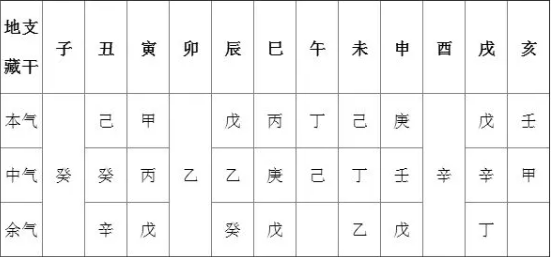 地支 子 丑 寅 卯 辰 巳 午 未 申 酉 戌 亥
藏干
本气 己 甲 戊 丙 丁 己 庚 戊 壬
中气 癸 癸 丙 乙 乙 庚 己 丁 壬 辛 辛 甲
余气 辛 戊 癸 戊 乙 戊 丁